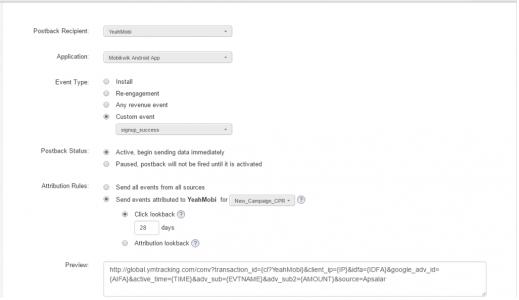 Postback Recipient: YeahMobi
Application: Mobikwik Android App
Event Type: Install
Re-engagement
Any revenue event
Custom event
signup_success
Postback Status: Active, begin sending data immediately
Paused, postback will not be fired until it is activated
Attribution Rules: Send all events from all sources
Send events attributed to YeahMobi for New_Campaign_CPR ?
Click lookback ?
28 days
Attribution lookback ?
Preview:
http://global.ymtracking.com/conv?transaction_id={cl?YeahMobi}&client_ip={IP}&idfa={IDFA}&google_adv_id=
{AIFA}&active_time={TIME}&adv_sub={EVTNAME}&adv_sub2={AMOUNT}&source=Apsalar